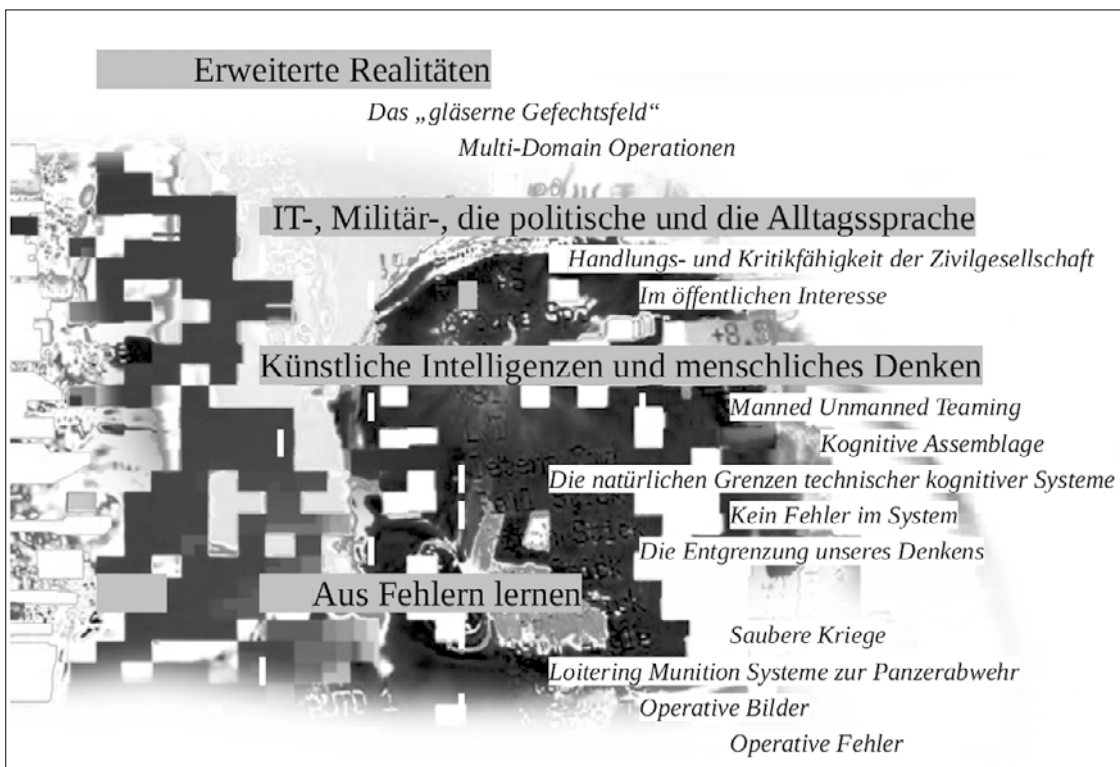 Erweiterte Realitäten
Das „gläserne Gefechtsfeld“
Multi-Domain Operationen
IT-, Militär-, die politische und die Alltagssprache
Handlungs- und Kritikfähigkeit der Zivilgesellschaft
Im öffentlichen Interesse
Künstliche Intelligenzen und menschliches Denken
Manned Unmanned Teaming
Kognitive Assemblage
Die natürlichen Grenzen technischer kognitiver Systeme
Kein Fehler im System
Die Entgrenzung unseres Denkens
Aus Fehlern lernen
Saubere Kriege
Loitering Munition Systeme zur Panzerabwehr
Operative Bilder
Operative Fehler